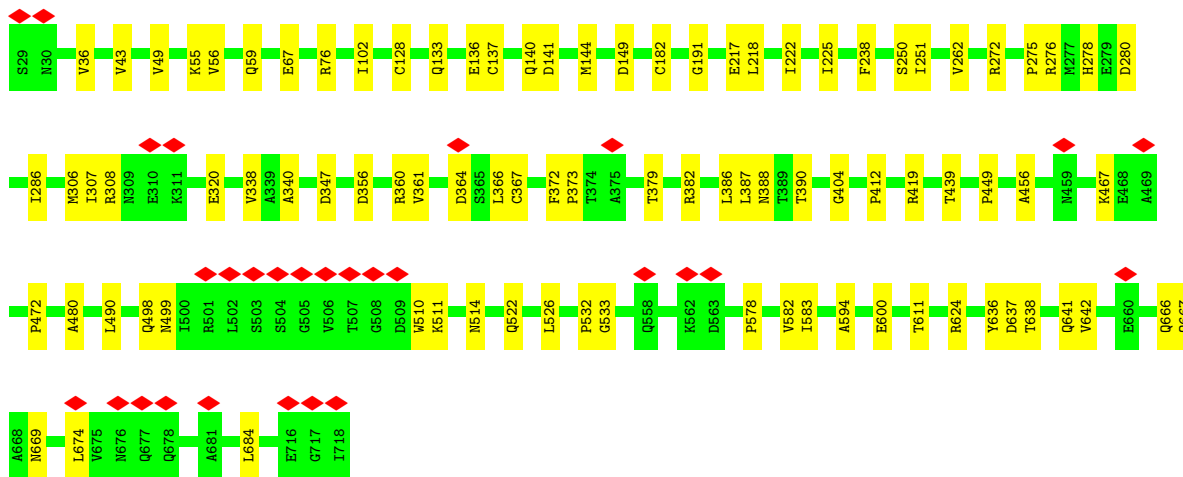 S29 N30 V36 V43 V49 K55 V56 Q59 E67 R76 I102 C128 Q133 E136 C137 Q140 D141 M144 D149 C182 G191 E217 L218 I222 I225 F238 S250 I251 V262 R272 P275 R276 M277 H278 E279 D280
I286 M306 I307 R308 N309 E310 K311 E320 V338 A339 A340 D347 D356 R360 V361 D364 S365 L366 C367 F372 P373 T374 A375 T379 R382 L386 L387 N388 T389 T390 G404 P412 R419 T439 P449 A456 N459 K467 E468 A469
P472 A480 L490 Q498 N499 I500 R501 L502 S503 S504 G505 V506 T507 G508 D509 W510 K511 N514 Q522 L526 P532 G533 Q558 K562 D563 P578 V582 I583 A594 E600 T611 R624 Y636 D637 T638 Q641 V642 E660 Q666
A668 N669 L674 V675 N676 Q677 Q678 A681 L684 E716 G717 I718